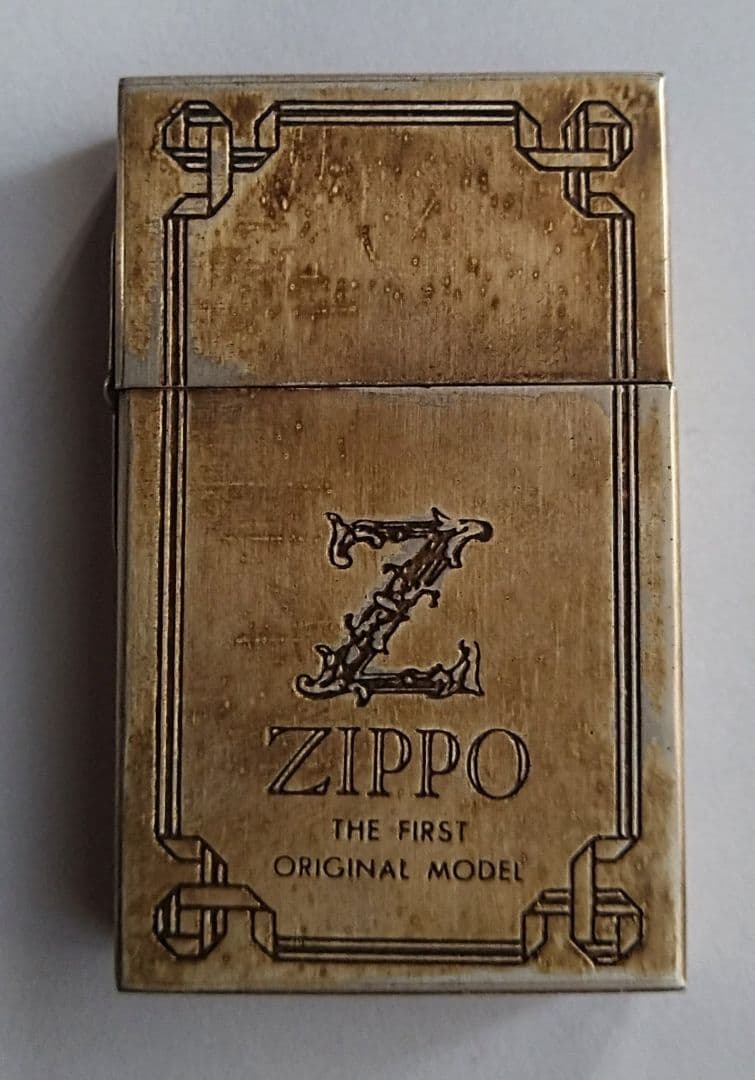 Z
ZIPPO
THE FIRST
ORIGINAL MODEL